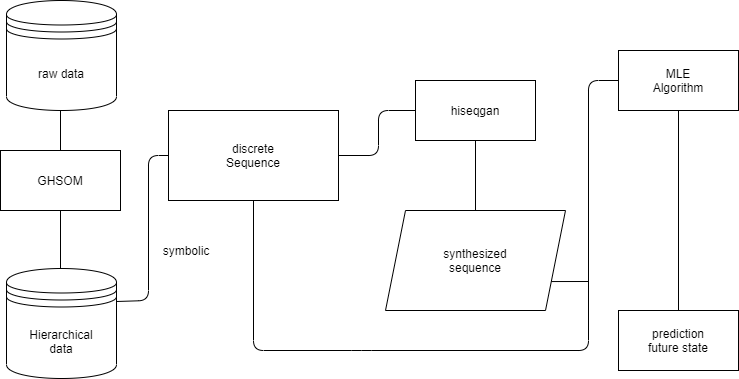 raw data
GHSOM
Hierarchical
data
symbolic
discrete
Sequence
hiseqgan
synthesized
sequence
MLE
Algorithm
prediction
future state